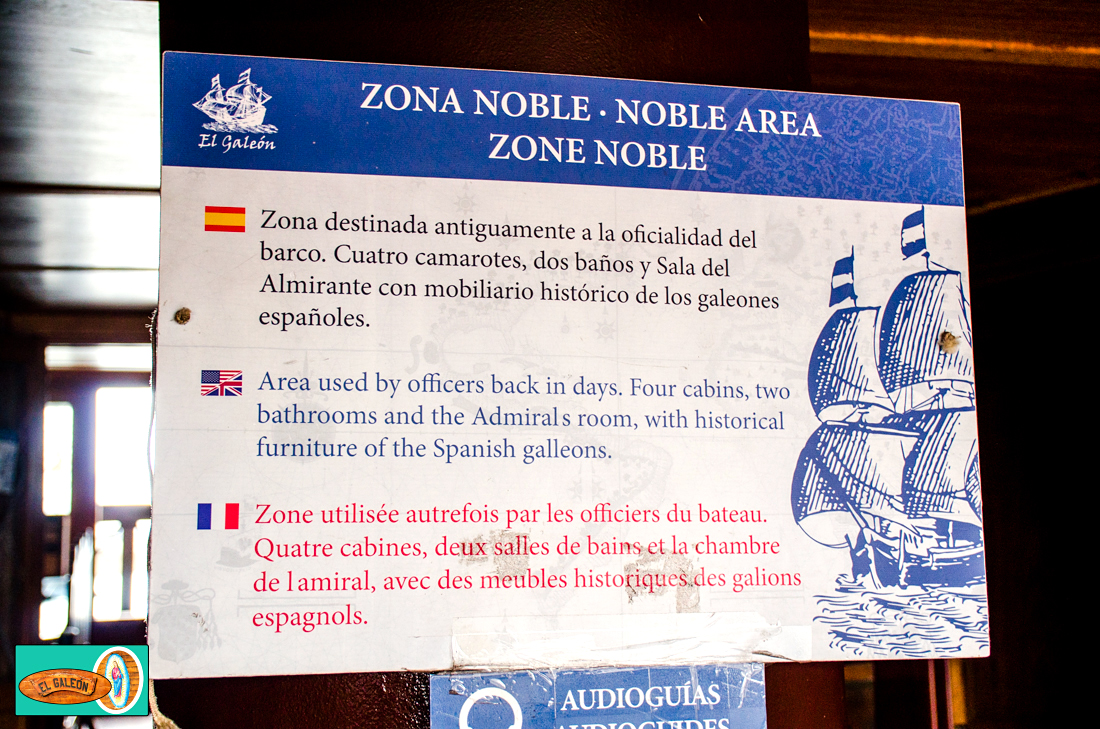 El Galeón
ZONA NOBLE · NOBLE AREA
ZONE NOBLE
Zona destinada antiguamente a la oficialidad del
barco. Cuatro camarotes, dos baños y Sala del
Almirante con mobiliario histórico de los galeones
españoles.
Area used by officers back in days. Four cabins, two
bathrooms and the Admirals room, with historical
furniture of the Spanish galleons.
Zone utilisée autrefois par les officiers du bateau.
Quatre cabines, deux salles de bains et la chambre
de lamiral, avec des meubles historiques des galions
espagnols.
AUDIOGUÍAS
AUDIOGUIDES
EL GALEÓN